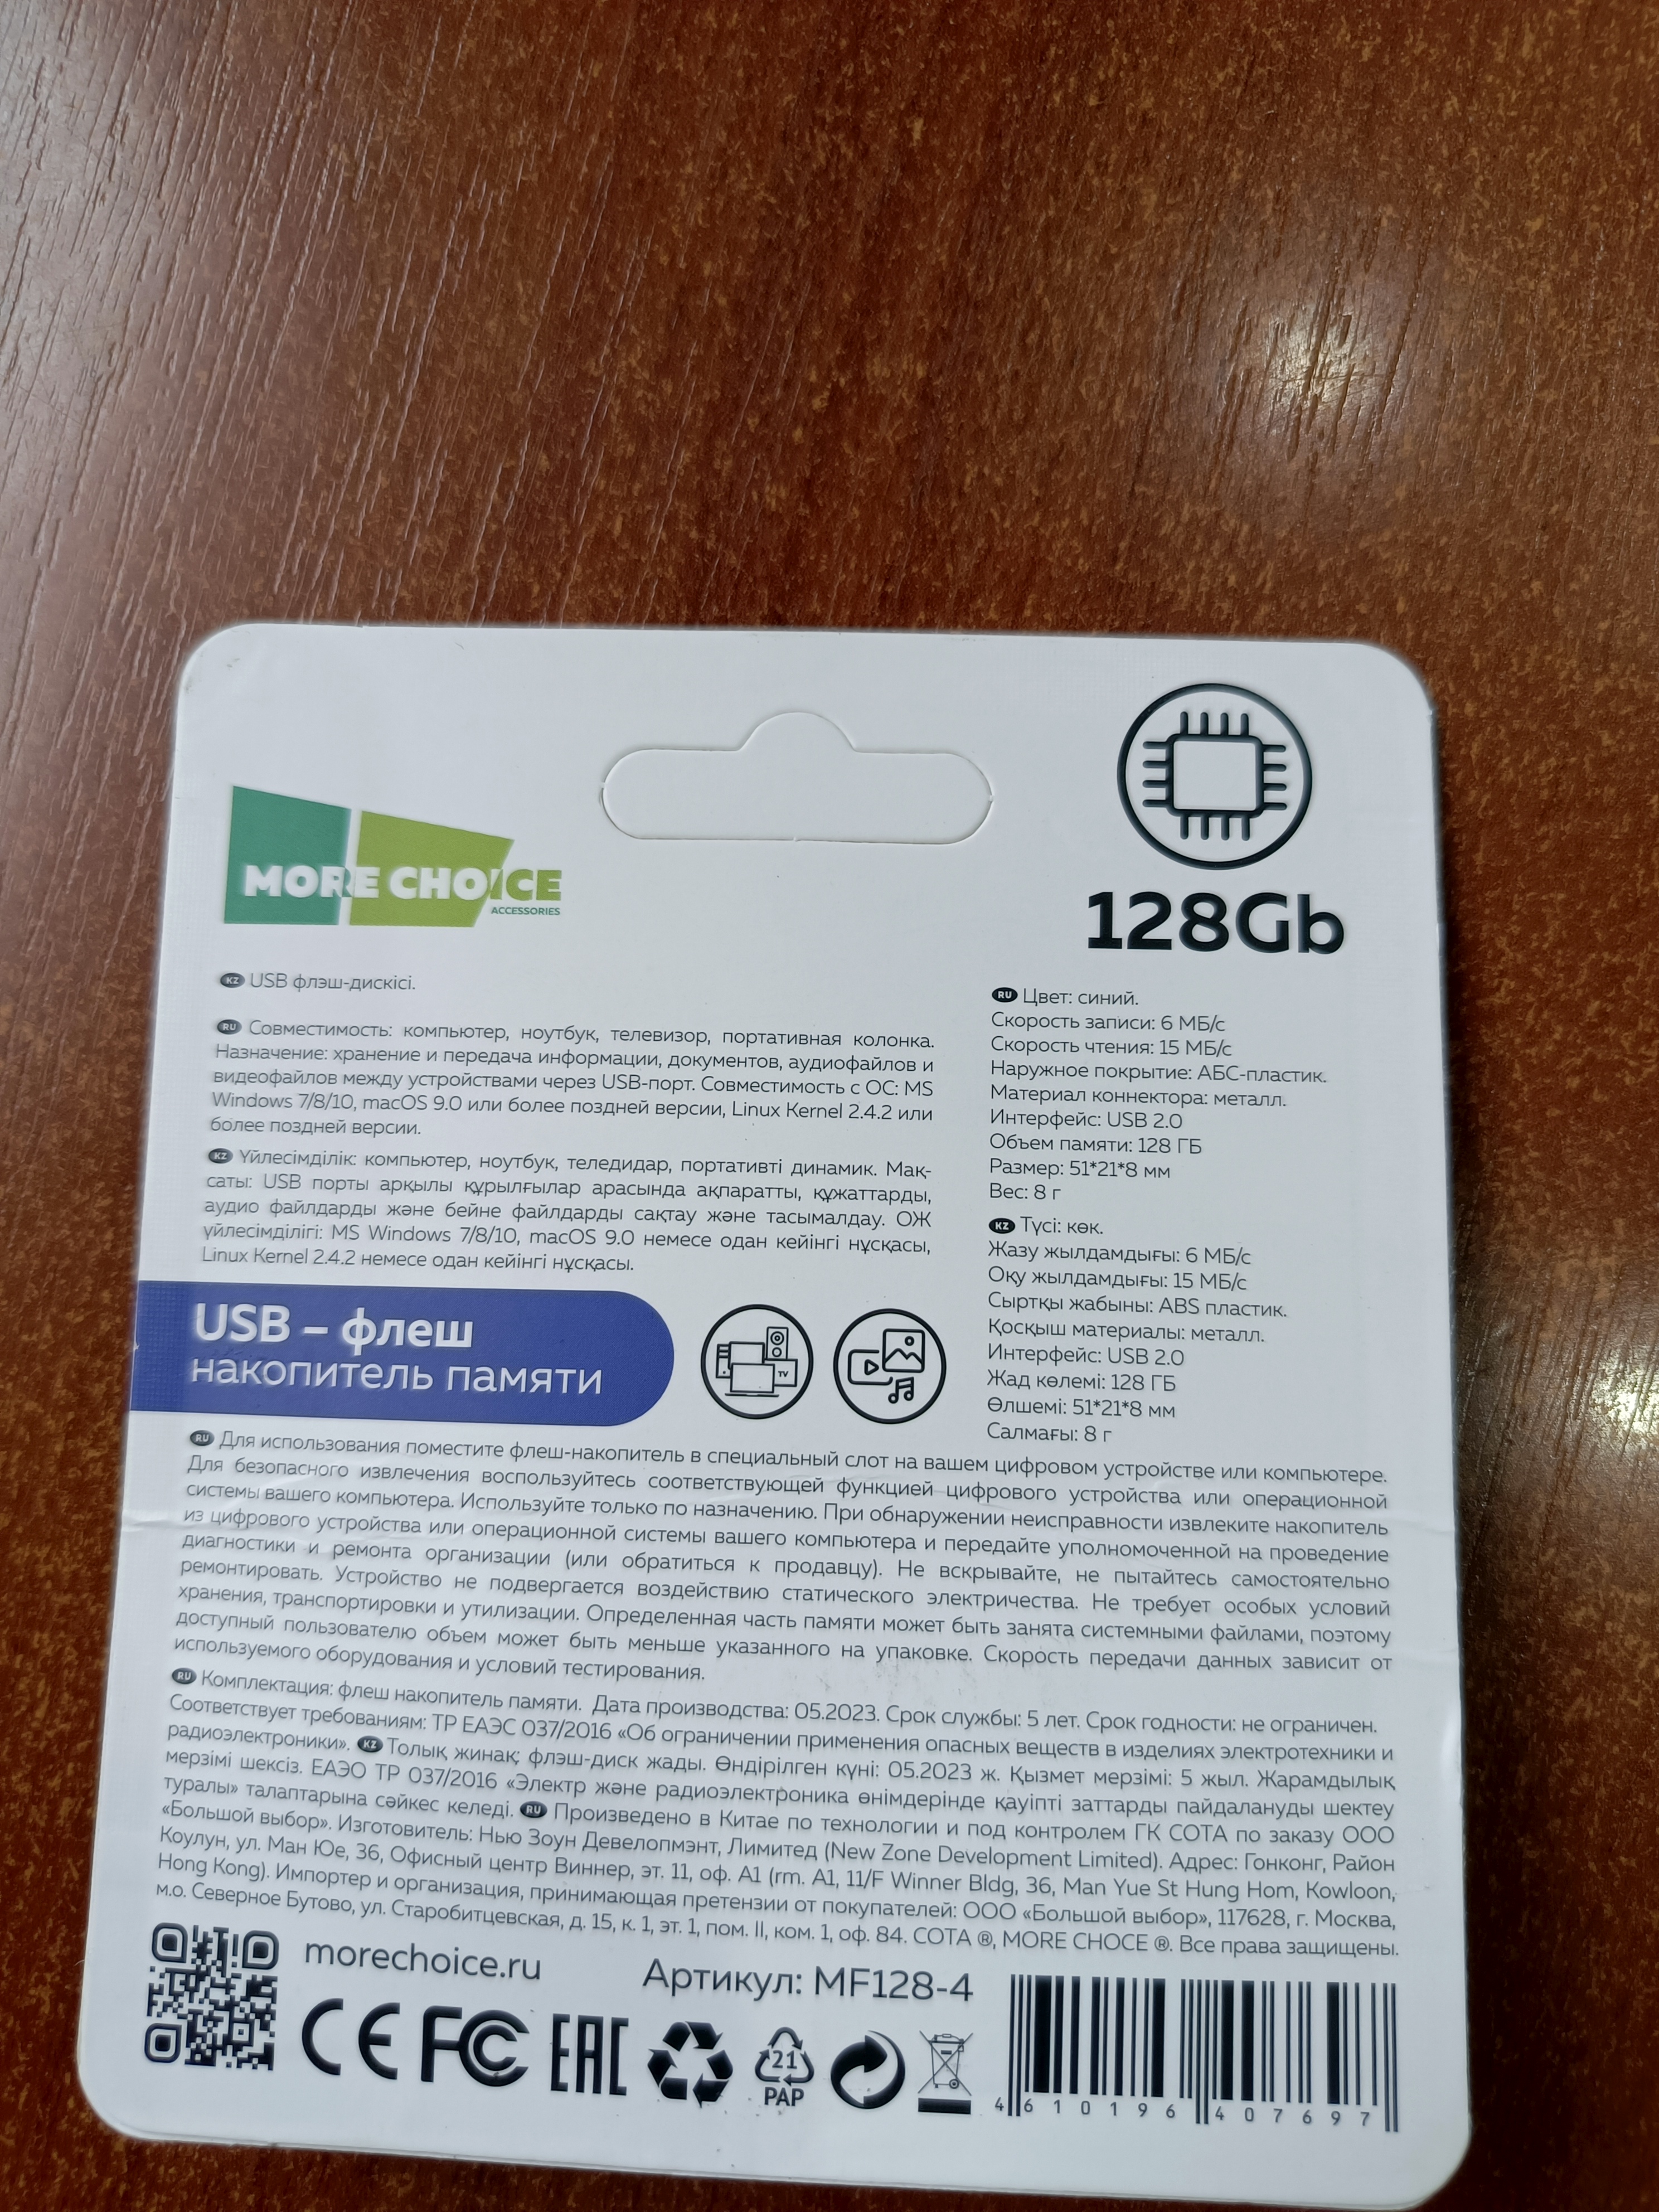 MORE CHOICE
ACCESSORIES
128Gb
KZ USB флэш-дискісі.
RU Совместимость: компьютер, ноутбук, телевизор, портативная колонка.
Назначение: хранение и передача информации, документов, аудиофайлов и
видеофайлов между устройствами через USB-порт. Совместимость с ОС: MS
Windows 7/8/10, macOS 9.0 или более поздней версии, Linux Kernel 2.4.2 или
более поздней версии.
KZ Үйлесімділік: компьютер, ноутбук, теледидар, портативті динамик. Мақ-
саты: USB порты арқылы құрылғылар арасында ақпаратты, құжаттарды,
аудио файлдарды және бейне файлдарды сақтау және тасымалдау. ОЖ
үйлесімділігі: MS Windows 7/8/10, macOS 9.0 немесе одан кейінгі нұсқасы,
Linux Kernel 2.4.2 немесе одан кейінгі нұсқасы.
RU Цвет: синий.
Скорость записи: 6 МБ/с
Скорость чтения: 15 МБ/с
Наружное покрытие: АБС-пластик.
Материал коннектора: металл.
Интерфейс: USB 2.0
Объем памяти: 128 ГБ
Размер: 51*21*8 мм
Вес: 8 г
KZ Түсі: көк.
Жазу жылдамдығы: 6 МБ/с
Оқу жылдамдығы: 15 МБ/с
Сыртқы жабыны: ABS пластик.
Қосқыш материалы: металл.
Интерфейс: USB 2.0
Жад көлемі: 128 ГБ
Өлшемі: 51*21*8 мм
Салмағы: 8 г
USB – флеш
накопитель памяти
TV
RU Для использования поместите флеш-накопитель в специальный слот на вашем цифровом устройстве или компьютере.
Для безопасного извлечения воспользуйтесь соответствующей функцией цифрового устройства или операционной
системы вашего компьютера. Используйте только по назначению. При обнаружении неисправности извлеките накопитель
из цифрового устройства или операционной системы вашего компьютера и передайте уполномоченной на проведение
диагностики и ремонта организации (или обратиться к продавцу). Не вскрывайте, не пытайтесь самостоятельно
ремонтировать. Устройство не подвергается воздействию статического электричества. Не требует особых условий
хранения, транспортировки и утилизации. Определенная часть памяти может быть занята системными файлами, поэтому
доступный пользователю объем может быть меньше указанного на упаковке. Скорость передачи данных зависит от
используемого оборудования и условий тестирования.
RU Комплектация: флеш накопитель памяти. Дата производства: 05.2023. Срок службы: 5 лет. Срок годности: не ограничен.
Соответствует требованиям: ТР ЕАЭС 037/2016 «Об ограничении применения опасных веществ в изделиях электротехники и
радиоэлектроники». KZ Толық жинақ: флэш-диск жады. Өндірілген күні: 05.2023 ж. Қызмет мерзімі: 5 жыл. Жарамдылық
мерзімі шексіз. ЕАЭО ТР 037/2016 «Электр және радиоэлектроника өнімдерінде қауіпті заттарды пайдалануды шектеу
туралы» талаптарына сәйкес келеді. RU Произведено в Китае по технологии и под контролем ГК СОТА по заказу ООО
«Большой выбор». Изготовитель: Нью Зоун Девелопмэнт, Лимитед (New Zone Development Limited). Адрес: Гонконг, Район
Коулун, ул. Ман Юе, 36, Офисный центр Виннер, эт. 11, оф. А1 (rm. A1, 11/F Winner Bldg, 36, Man Yue St Hung Hom, Kowloon,
Hong Kong). Импортер и организация, принимающая претензии от покупателей: ООО «Большой выбор», 117628, г. Москва,
м.о. Северное Бутово, ул. Старобитцевская, д. 15, к. 1, эт. 1, пом. II, ком. 1, оф. 84. СОТА ®, MORE CHOCE ®. Все права защищены.
morechoice.ru
Артикул: MF128-4
CE FC EAC
21
PAP
4 610196 407697